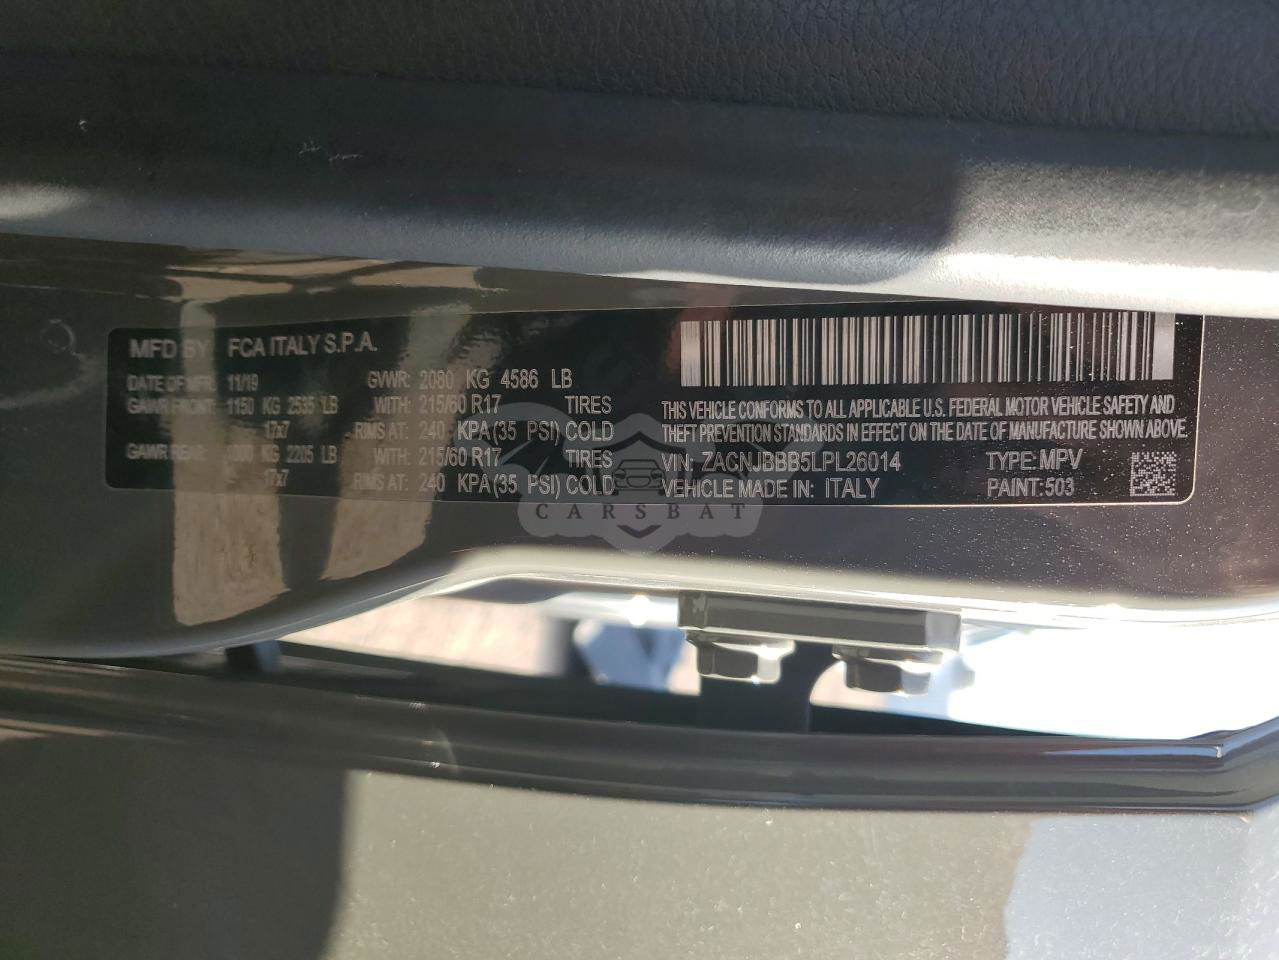 MFD BY FCA ITALY S.P.A.
DATE OF MFR: 11/19 GVWR: 2080 KG 4586 LB
GAWR FRONT: 1150 KG 2535 LB WITH: 215/60 R17 TIRES
17x7 RIMS AT: 240 KPA (35 PSI) COLD
GAWR REAR: 1000 KG 2205 LB WITH: 215/60 R17 TIRES
17x7 RIMS AT: 240 KPA (35 PSI) COLD
THIS VEHICLE CONFORMS TO ALL APPLICABLE U.S. FEDERAL MOTOR VEHICLE SAFETY AND
THEFT PREVENTION STANDARDS IN EFFECT ON THE DATE OF MANUFACTURE SHOWN ABOVE.
VIN: ZACNJBBB5LPL26014 TYPE: MPV
VEHICLE MADE IN: ITALY PAINT: 503
CARSBAT